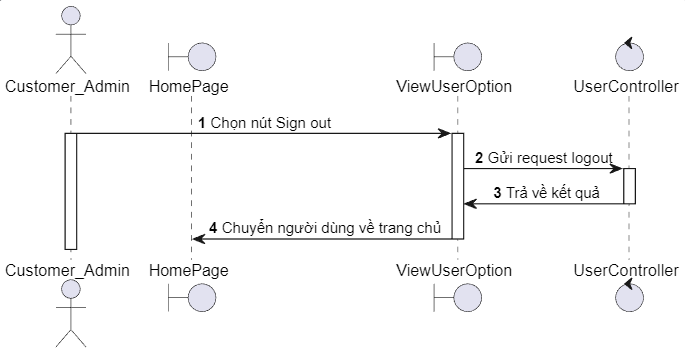 Customer_Admin HomePage ViewUserOption UserController
1 Chọn nút Sign out
2 Gửi request logout
3 Trả về kết quả
4 Chuyển người dùng về trang chủ
Customer_Admin HomePage ViewUserOption UserController